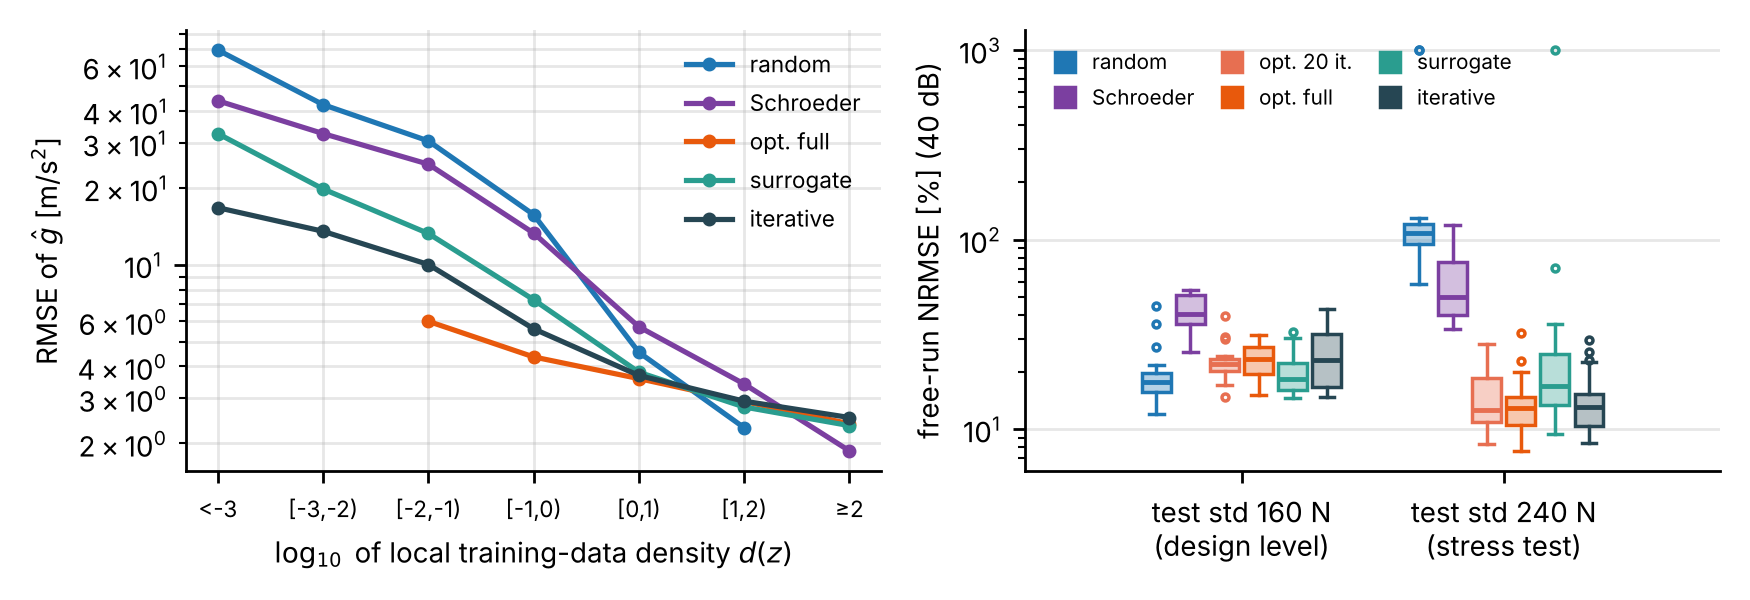 RMSE of ĝ [m/s²]
6 × 10¹
4 × 10¹
3 × 10¹
2 × 10¹
10¹
6 × 10⁰
4 × 10⁰
3 × 10⁰
2 × 10⁰
random
Schroeder
opt. full
surrogate
iterative
<-3
[-3,-2)
[-2,-1)
[-1,0)
[0,1)
[1,2)
≥2
log₁₀ of local training-data density d(z)
free-run NRMSE [%] (40 dB)
10³
10²
10¹
random
Schroeder
opt. 20 it.
opt. full
surrogate
iterative
test std 160 N
(design level)
test std 240 N
(stress test)